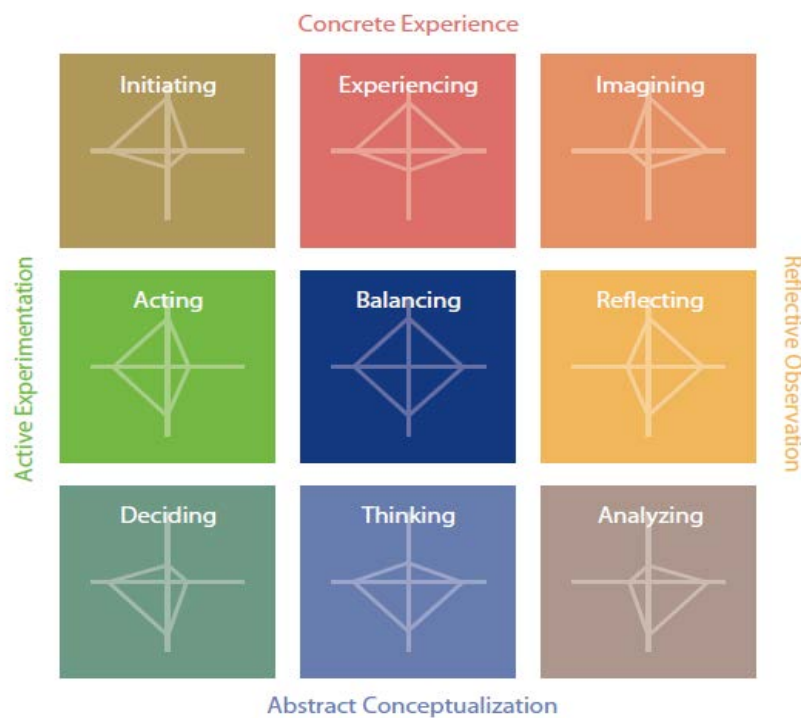 Concrete Experience
Initiating
Experiencing
Imagining
Active Experimentation
Acting
Balancing
Reflecting
Reflective Observation
Deciding
Thinking
Analyzing
Abstract Conceptualization